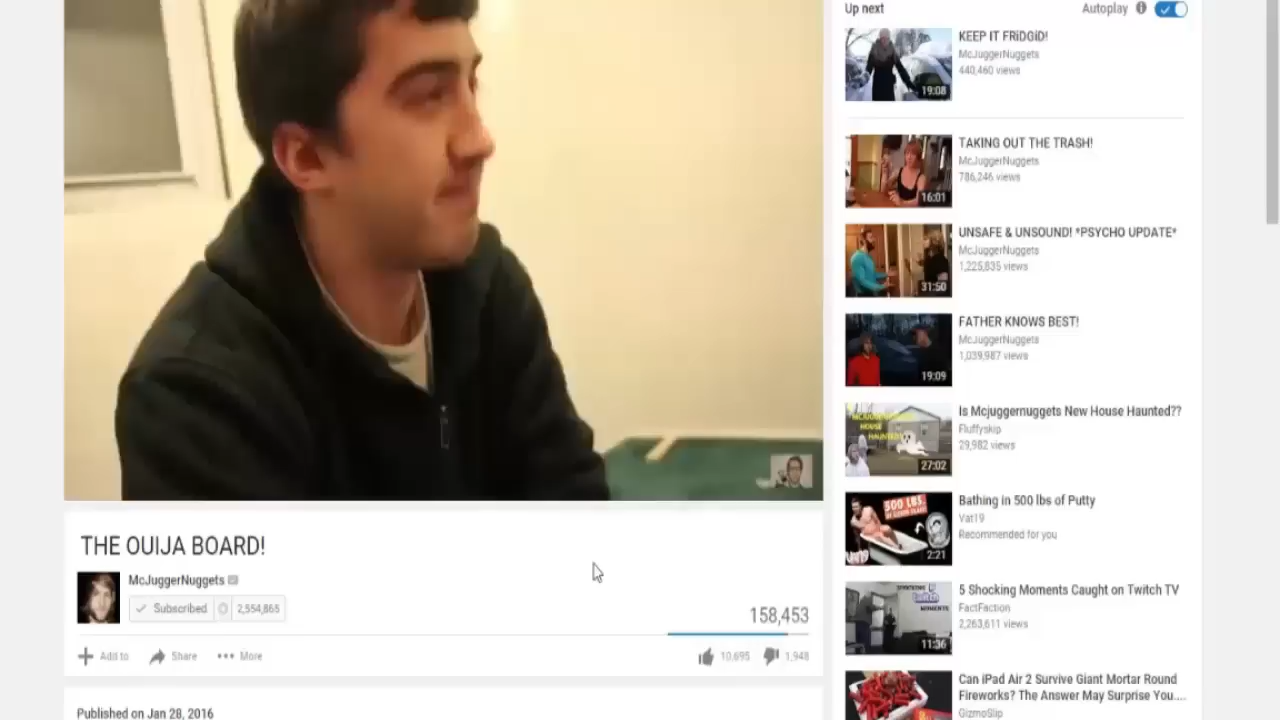 Up next
Autoplay
KEEP IT FRiGiD!
McJuggerNuggets
440,460 views
19:08
TAKING OUT THE TRASH!
McJuggerNuggets
786,246 views
16:01
UNSAFE & UNSOUND! *PSYCHO UPDATE*
McJuggerNuggets
1,225,835 views
31:50
FATHER KNOWS BEST!
McJuggerNuggets
1,039,987 views
19:09
Is Mcjuggernuggets New House Haunted??
Fluffyskip
29,982 views
HOUSE
27:02
Bathing in 500 lbs of Putty
Vat19
Recommended for you
500 LBS.
2:21
5 Shocking Moments Caught on Twitch TV
FactFaction
2,263,611 views
twitch
MOMENTS
11:36
Can iPad Air 2 Survive Giant Mortar Round
Fireworks? The Answer May Surprise You....
GizmoSlip
THE OUIJA BOARD!
McJuggerNuggets
Subscribed
2,554,865
158,453
Add to
Share
More
10,695
1,948
Published on Jan 28, 2016